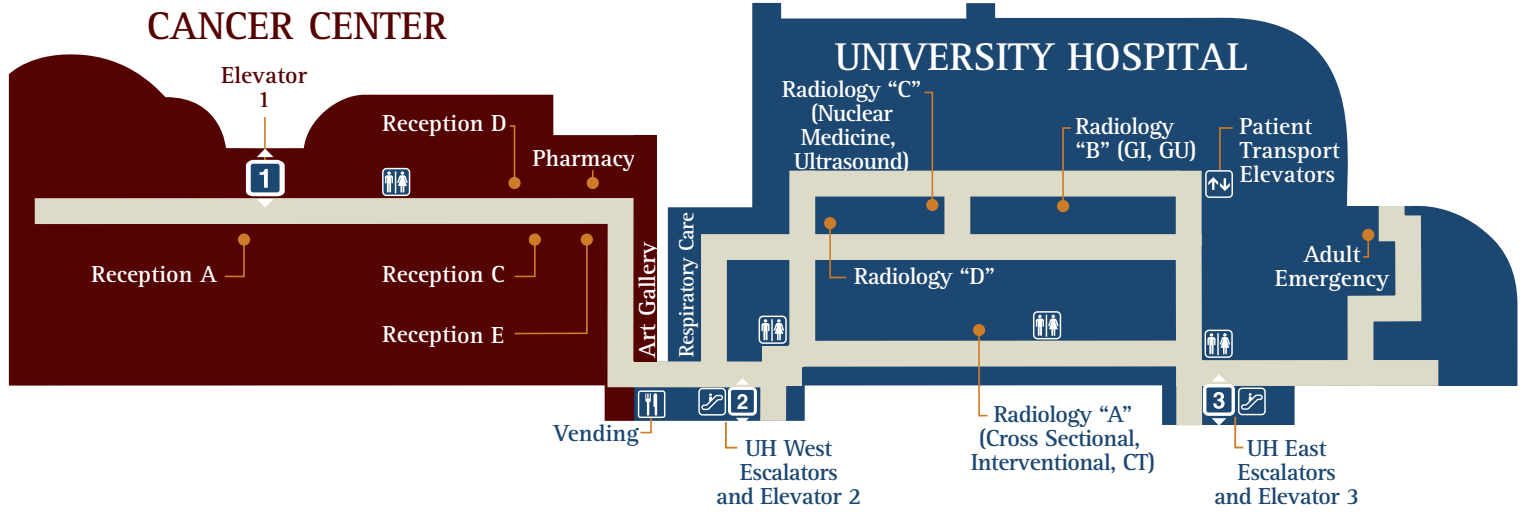 CANCER CENTER
UNIVERSITY HOSPITAL
Elevator
1
1
Reception D
Pharmacy
Reception A
Reception C
Reception E
Art Gallery
Respiratory Care
Radiology “C”
(Nuclear
Medicine,
Ultrasound)
Radiology
“B” (GI, GU)
Patient
Transport
Elevators
Radiology “D”
Adult
Emergency
2
3
Vending
UH West
Escalators
and Elevator 2
Radiology “A”
(Cross Sectional,
Interventional, CT)
UH East
Escalators
and Elevator 3